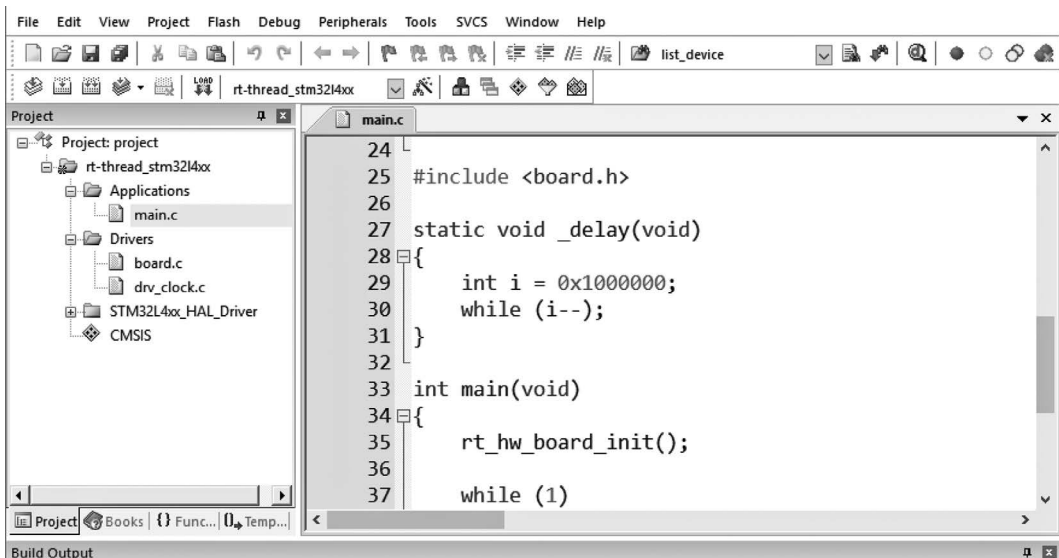 File Edit View Project Flash Debug Peripherals Tools SVCS Window Help
list_device
LOAD rt-thread_stm32l4xx
Project
main.c
Project: project
rt-thread_stm32l4xx
Applications
main.c
Drivers
board.c
drv_clock.c
STM32L4xx_HAL_Driver
CMSIS
24
25 #include <board.h>
26
27 static void _delay(void)
28 {
29 int i = 0x1000000;
30 while (i--);
31 }
32
33 int main(void)
34 {
35 rt_hw_board_init();
36
37 while (1)
Project Books {} Func... 0 Temp...
Build Output